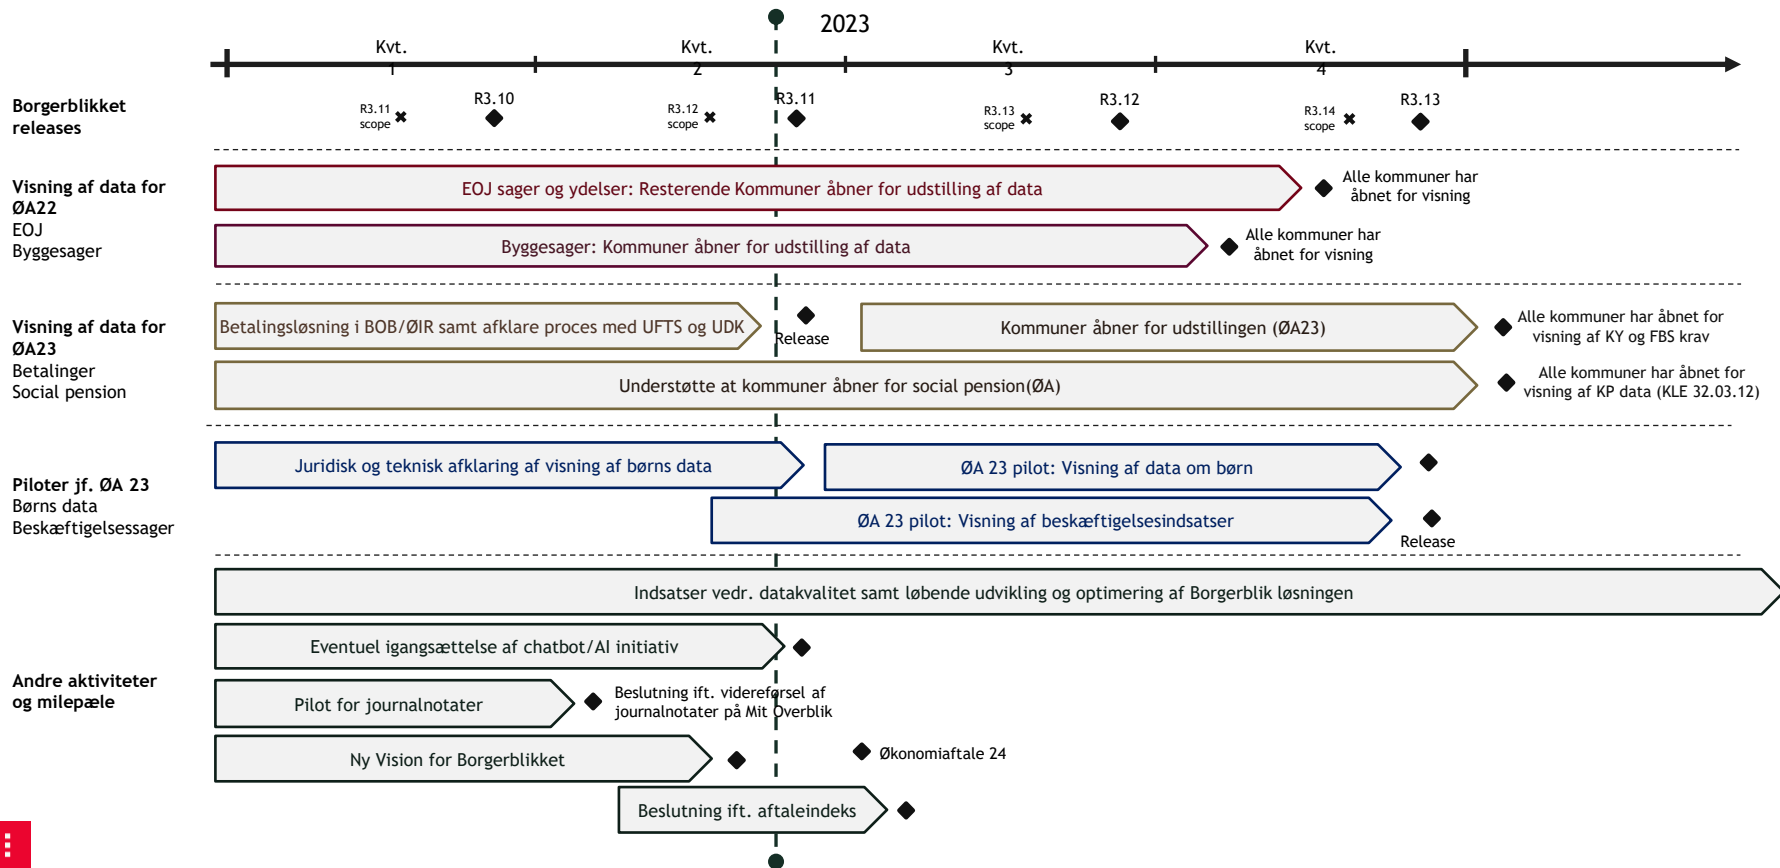 2023
Kvt.
1
Kvt.
2
Kvt.
3
Kvt.
4
Borgerblikket
releases
R3.11
scope
R3.10
R3.12
scope
R3.11
R3.13
scope
R3.12
R3.14
scope
R3.13
Visning af data for
ØA22
EOJ
Byggesager
EOJ sager og ydelser: Resterende Kommuner åbner for udstilling af data
Alle kommuner har
åbnet for visning
Byggesager: Kommuner åbner for udstilling af data
Alle kommuner har
åbnet for visning
Visning af data for
ØA23
Betalinger
Social pension
Betalingsløsning i BOB/ØIR samt afklare proces med UFTS og UDK
Release
Kommuner åbner for udstillingen (ØA23)
Alle kommuner har åbnet for
visning af KY og FBS krav
Understøtte at kommuner åbner for social pension(ØA)
Alle kommuner har åbnet for
visning af KP data (KLE 32.03.12)
Piloter jf. ØA 23
Børns data
Beskæftigelsessager
Juridisk og teknisk afklaring af visning af børns data
ØA 23 pilot: Visning af data om børn
ØA 23 pilot: Visning af beskæftigelsesindsatser
Release
Andre aktiviteter
og milepæle
Indsatser vedr. datakvalitet samt løbende udvikling og optimering af Borgerblik løsningen
Eventuel igangsættelse af chatbot/AI initiativ
Pilot for journalnotater
Beslutning ift. videreførsel af
journalnotater på Mit Overblik
Ny Vision for Borgerblikket
Økonomiaftale 24
Beslutning ift. aftaleindeks